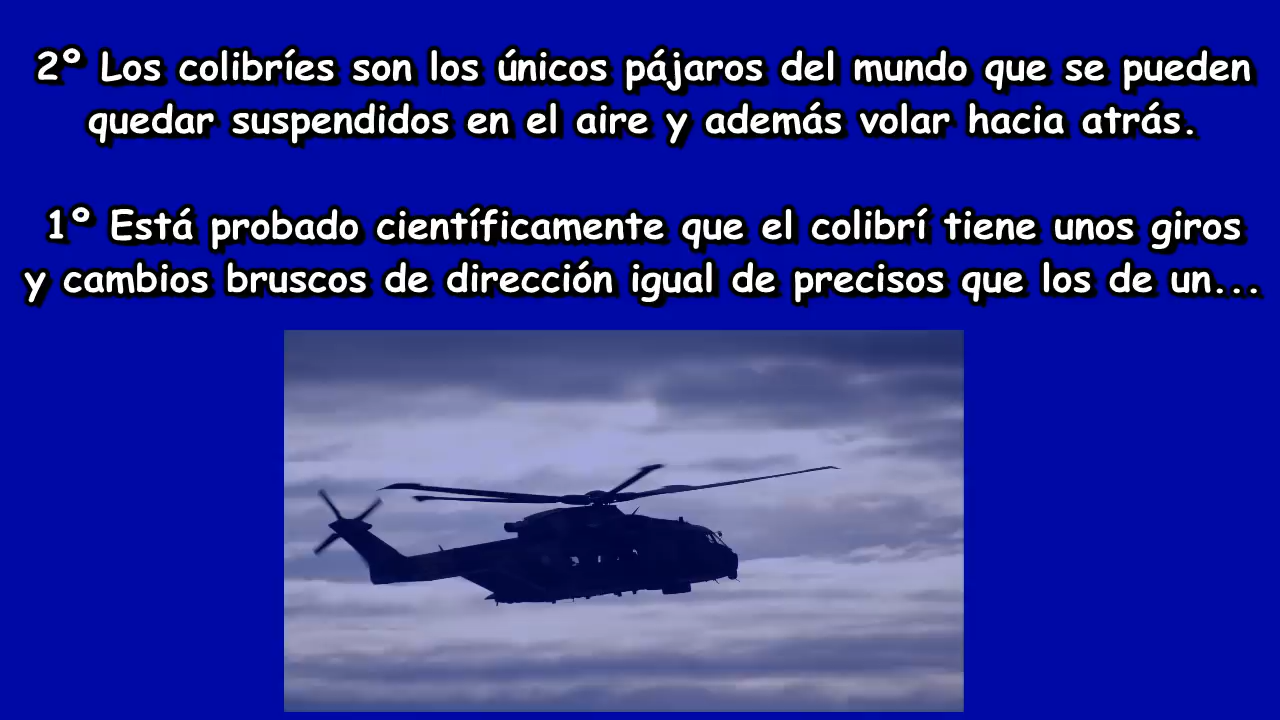 2º Los colibríes son los únicos pájaros del mundo que se pueden
quedar suspendidos en el aire y además volar hacia atrás.
1º Está probado científicamente que el colibrí tiene unos giros
y cambios bruscos de dirección igual de precisos que los de un...